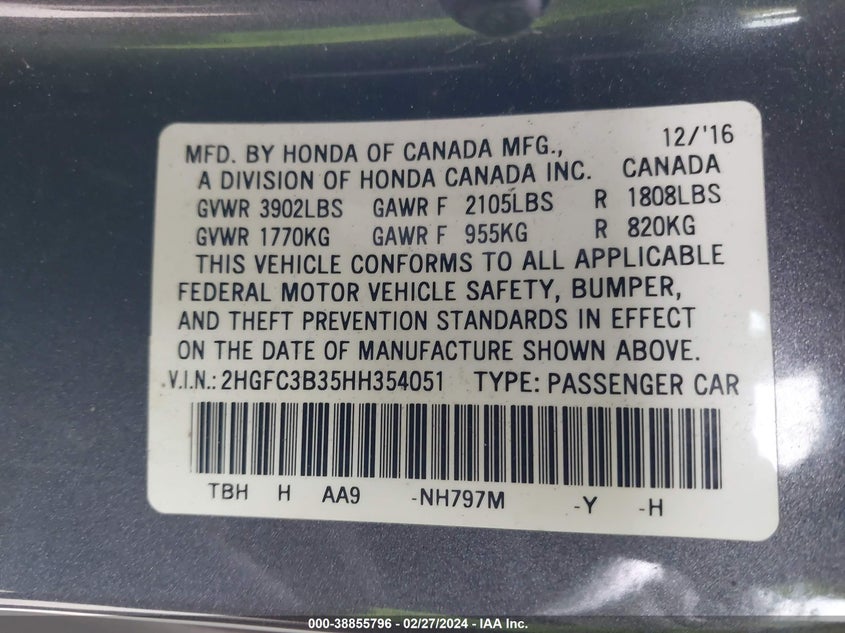 12/'16
MFD. BY HONDA OF CANADA MFG.,
A DIVISION OF HONDA CANADA INC. CANADA
GVWR 3902LBS GAWR F 2105LBS R 1808LBS
GVWR 1770KG GAWR F 955KG R 820KG
THIS VEHICLE CONFORMS TO ALL APPLICABLE
FEDERAL MOTOR VEHICLE SAFETY, BUMPER,
AND THEFT PREVENTION STANDARDS IN EFFECT
ON THE DATE OF MANUFACTURE SHOWN ABOVE.
V.I.N.: 2HGFC3B35HH354051 TYPE: PASSENGER CAR
TBH H AA9 -NH797M -Y -H
000-38855796 - 02/27/2024 - IAA Inc.